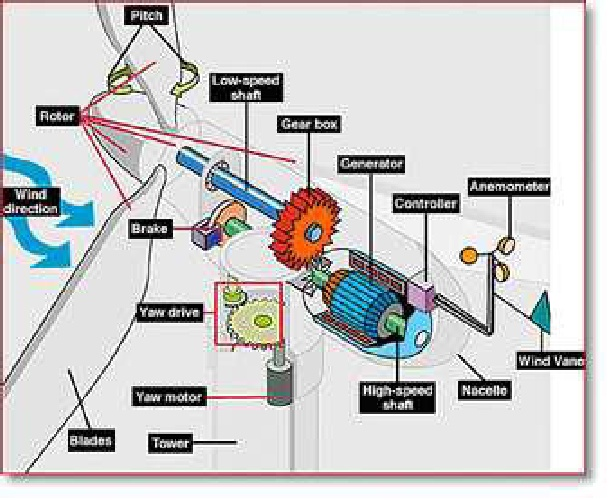 Pitch
Low-speed
shaft
Rotor
Gear box
Generator
Anemometer
Controller
Wind
direction
Brake
Yaw drive
Wind Vane
Yaw motor
High-speed
shaft
Nacelle
Blades
Tower